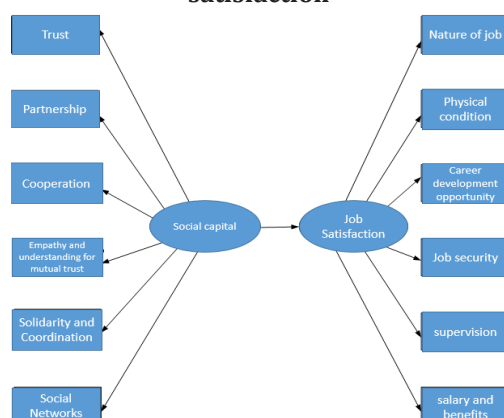 satisfaction
Trust
Partnership
Cooperation
Empathy and
understanding for
mutual trust
Solidarity and
Coordination
Social
Networks
Social capital
Job
Satisfaction
Nature of job
Physical
condition
Career
development
opportunity
Job security
supervision
salary and
benefits